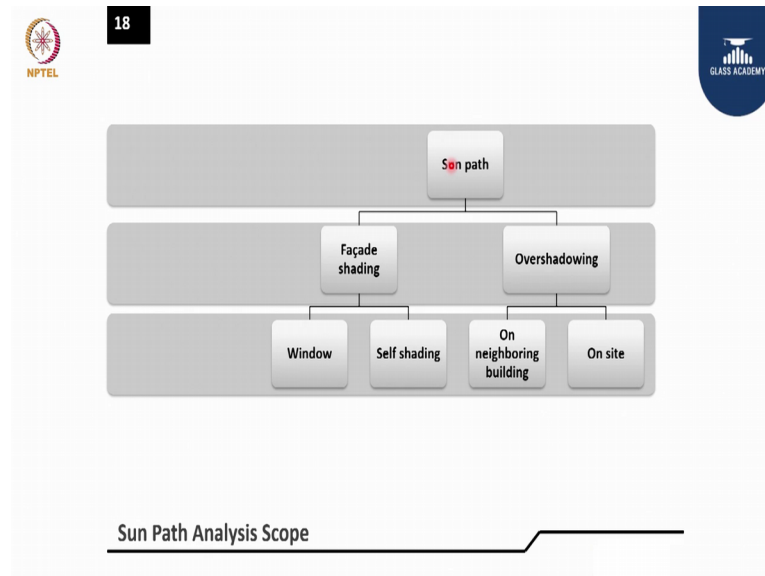 18
NPTEL
GLASS ACADEMY
Sun path
Façade
shading
Overshadowing
Window
Self shading
On
neighboring
building
On site
Sun Path Analysis Scope